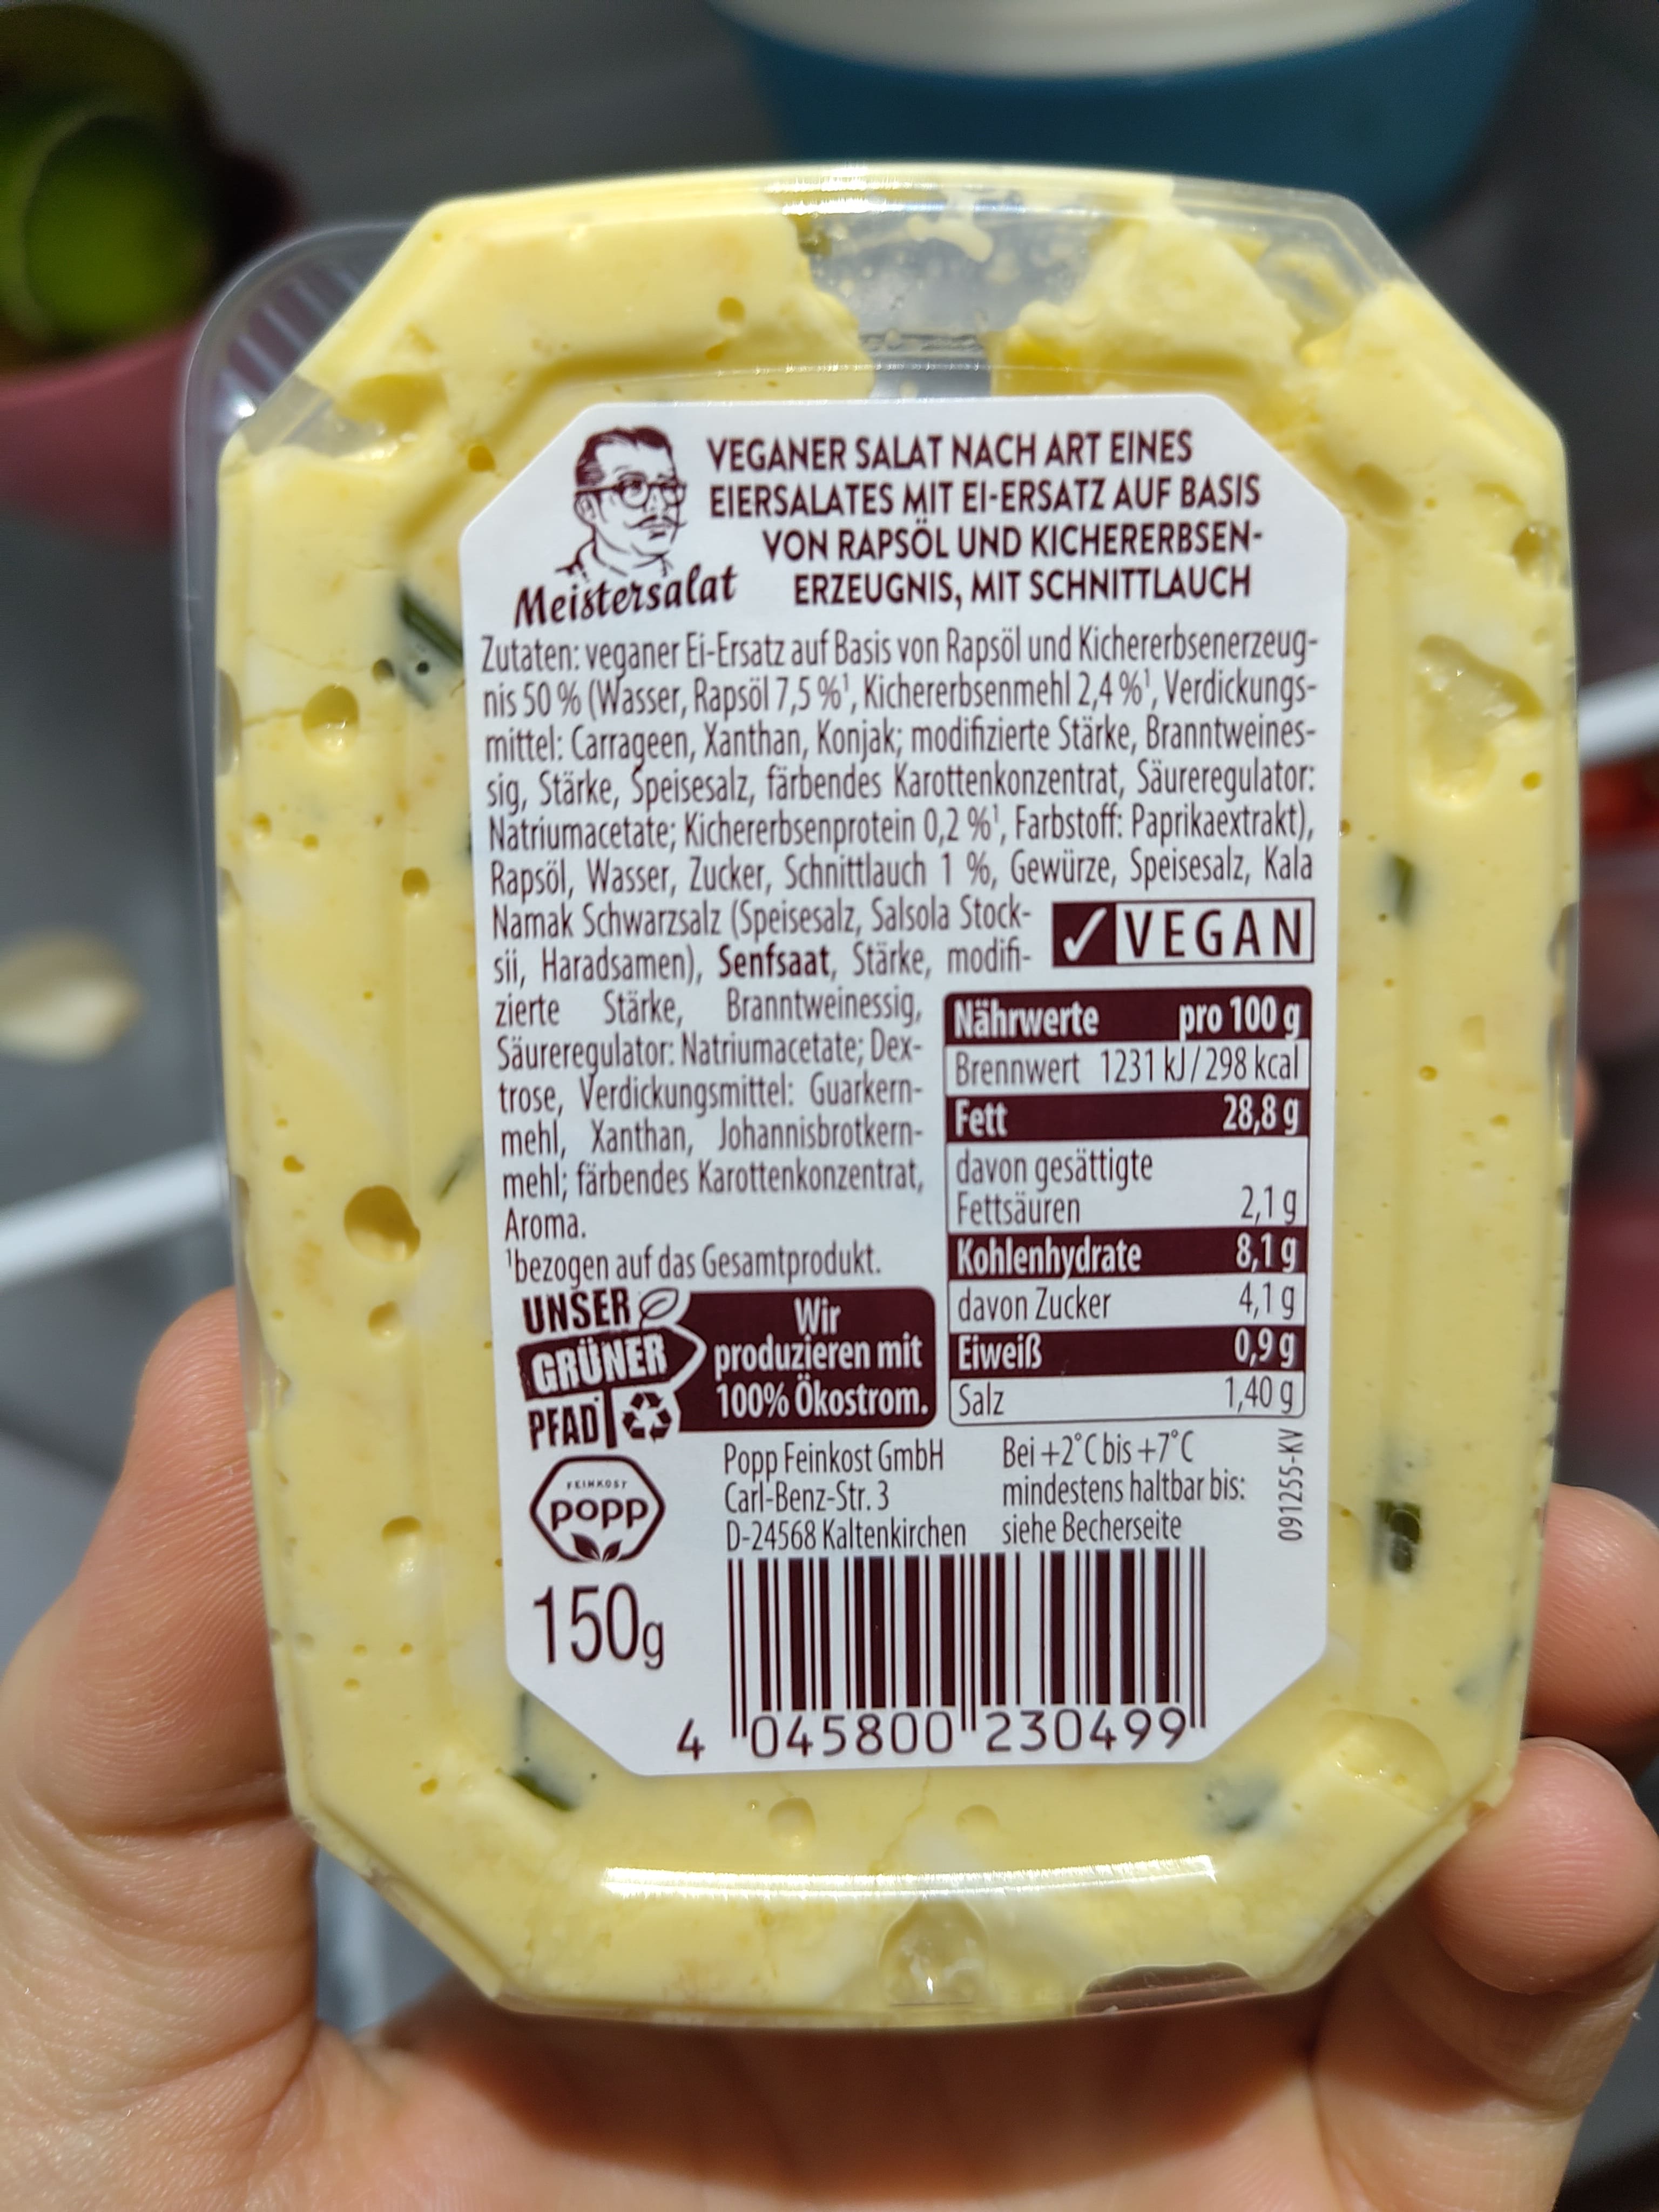 VEGANER SALAT NACH ART EINES
EIERSALATES MIT EI-ERSATZ AUF BASIS
VON RAPSÖL UND KICHERERBSEN-
ERZEUGNIS, MIT SCHNITTLAUCH
Meistersalat
Zutaten: veganer Ei-Ersatz auf Basis von Rapsöl und Kichererbsenerzeug-
nis 50 % (Wasser, Rapsöl 7,5 %¹, Kichererbsenmehl 2,4 %¹, Verdickungs-
mittel: Carrageen, Xanthan, Konjak; modifizierte Stärke, Branntweines-
sig, Stärke, Speisesalz, färbendes Karottenkonzentrat, Säureregulator:
Natriumacetate; Kichererbsenprotein 0,2 %¹, Farbstoff: Paprikaextrakt),
Rapsöl, Wasser, Zucker, Schnittlauch 1 %, Gewürze, Speisesalz, Kala
Namak Schwarzsalz (Speisesalz, Salsola Stock-
sii, Haradsamen), Senfsaat, Stärke, modifi-
zierte Stärke, Branntweinessig,
Säureregulator: Natriumacetate; Dex-
trose, Verdickungsmittel: Guarkern-
mehl, Xanthan, Johannisbrotkern-
mehl; färbendes Karottenkonzentrat,
Aroma.
¹bezogen auf das Gesamtprodukt.
✓ VEGAN
Nährwerte pro 100 g
Brennwert 1231 kJ/298 kcal
Fett 28,8 g
davon gesättigte
Fettsäuren 2,1 g
Kohlenhydrate 8,1 g
davon Zucker 4,1 g
Eiweiß 0,9 g
Salz 1,40 g
UNSER
GRÜNER
PFAD
Wir
produzieren mit
100% Ökostrom.
FEINKOST
popp
Popp Feinkost GmbH
Carl-Benz-Str. 3
D-24568 Kaltenkirchen
Bei +2°C bis +7°C
mindestens haltbar bis:
siehe Becherseite
091255-KV
150g
4 045800 230499